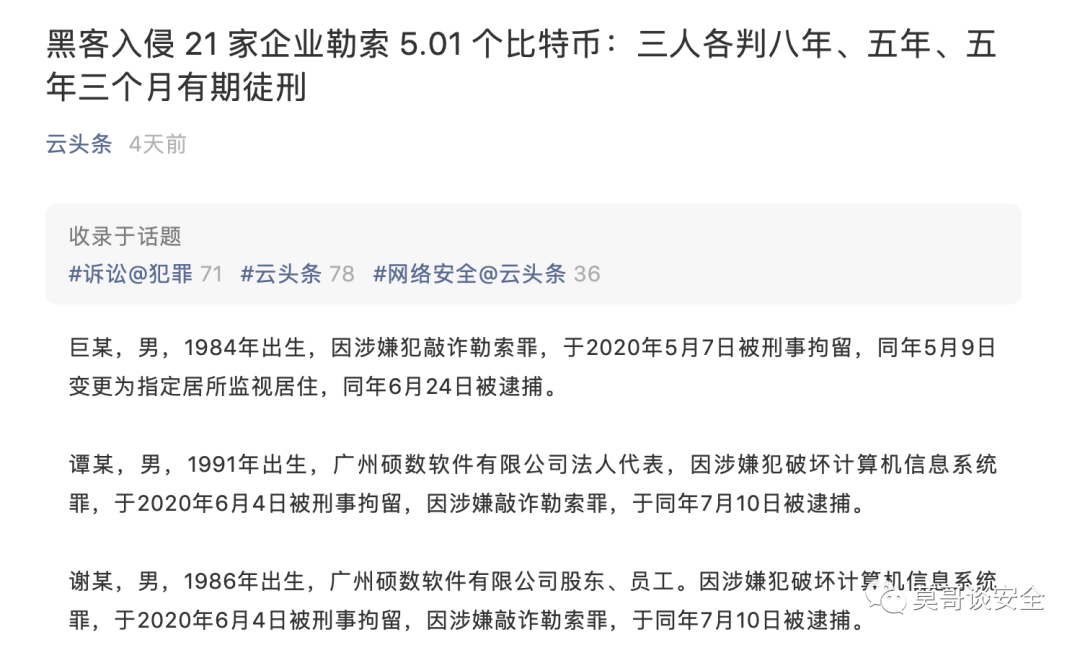 黑客入侵 21 家企业勒索 5.01 个比特币：三人各判八年、五年、五
年三个月有期徒刑
云头条 4天前
收录于话题
#诉讼@犯罪 71 #云头条 78 #网络安全@云头条 36
巨某，男，1984年出生，因涉嫌犯敲诈勒索罪，于2020年5月7日被刑事拘留，同年5月9日
变更为指定居所监视居住，同年6月24日被逮捕。
谭某，男，1991年出生，广州硕数软件有限公司法人代表，因涉嫌犯破坏计算机信息系统
罪，于2020年6月4日被刑事拘留，因涉嫌敲诈勒索罪，于同年7月10日被逮捕。
谢某，男，1986年出生，广州硕数软件有限公司股东、员工。因涉嫌犯破坏计算机信息系统
罪，于2020年6月4日被刑事拘留，因涉嫌敲诈勒索罪，于同年7月10日被逮捕。
莫哥谈安全